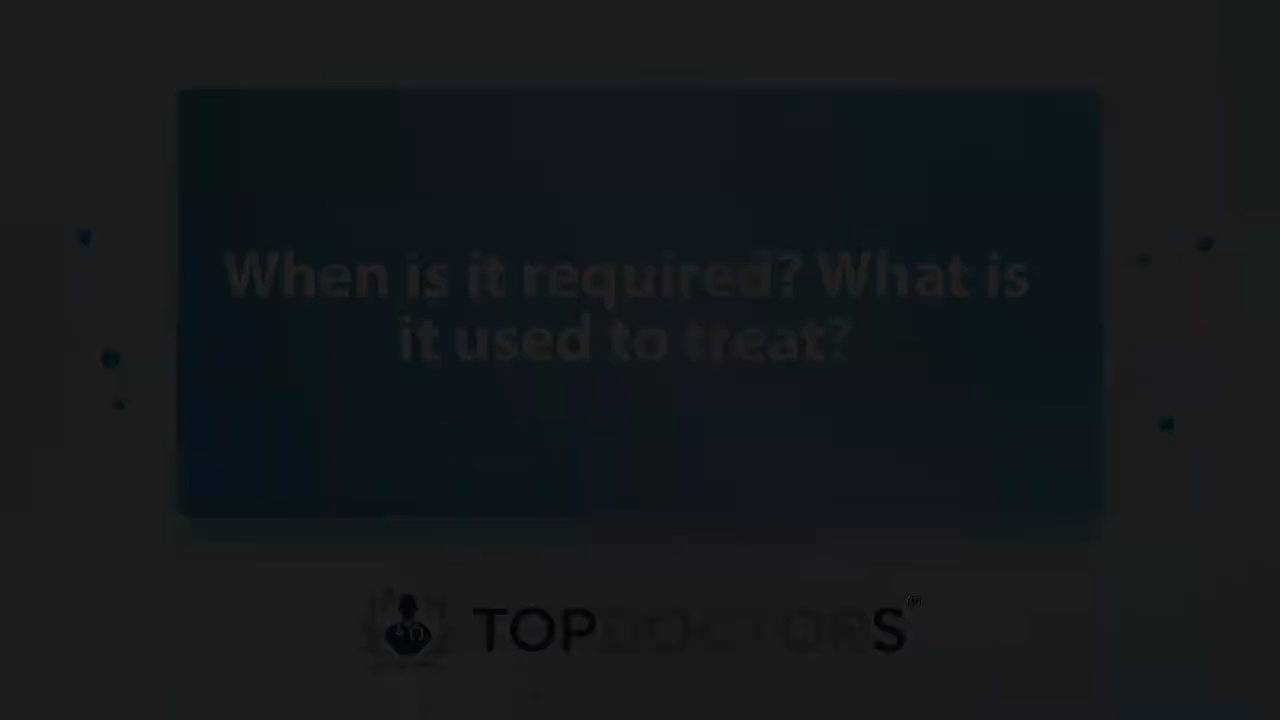 When is it required? What is
it used to treat?
TOPDOCTORS